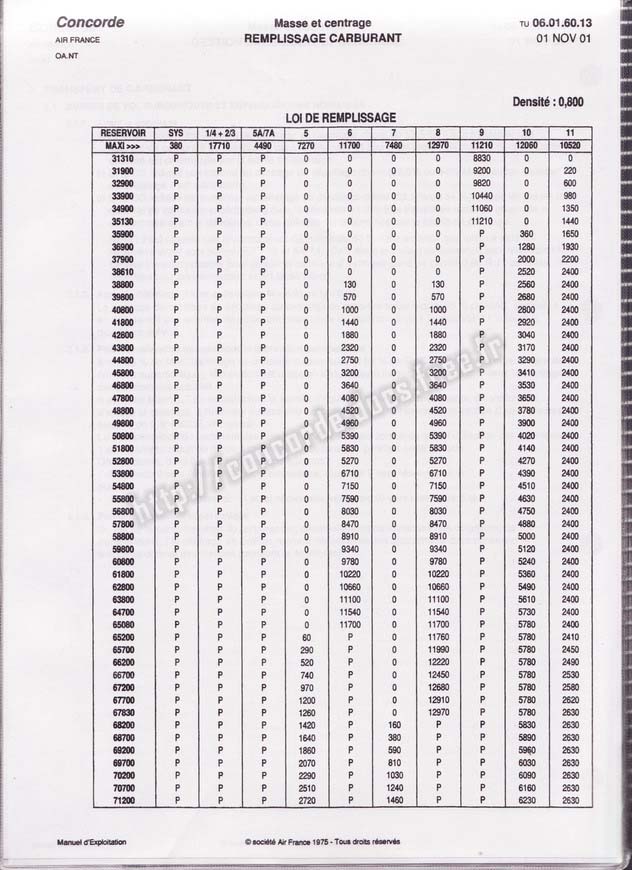 Concorde
Masse et centrage
TU 06.01.60.13
AIR FRANCE
REMPLISSAGE CARBURANT
01 NOV 01
OA.NT
Densité : 0,800
LOI DE REMPLISSAGE
RESERVOIR SYS 1/4 + 2/3 5A/7A 5 6 7 8 9 10 11
MAXI >>> 380 17710 4490 7270 11700 7480 12970 11210 12060 10520
31310 P P P 0 0 0 0 8830 0 0
31900 P P P 0 0 0 0 9200 0 220
32900 P P P 0 0 0 0 9820 0 600
33900 P P P 0 0 0 0 10440 0 980
34900 P P P 0 0 0 0 11060 0 1350
35130 P P P 0 0 0 0 11210 0 1440
35900 P P P 0 0 0 0 P 360 1650
36900 P P P 0 0 0 0 P 1280 1930
37900 P P P 0 0 0 0 P 2000 2200
38610 P P P 0 0 0 0 P 2520 2400
38800 P P P 0 130 0 130 P 2560 2400
39800 P P P 0 570 0 570 P 2680 2400
40800 P P P 0 1000 0 1000 P 2800 2400
41800 P P P 0 1440 0 1440 P 2920 2400
42800 P P P 0 1880 0 1880 P 3040 2400
43800 P P P 0 2320 0 2320 P 3170 2400
44800 P P P 0 2750 0 2750 P 3290 2400
45800 P P P 0 3200 0 3200 P 3410 2400
46800 P P P 0 3640 0 3640 P 3530 2400
47800 P P P 0 4080 0 4080 P 3650 2400
48800 P P P 0 4520 0 4520 P 3780 2400
49800 P P P 0 4960 0 4960 P 3900 2400
50800 P P P 0 5390 0 5390 P 4020 2400
51800 P P P 0 5830 0 5830 P 4140 2400
52800 P P P 0 5270 0 5270 P 4270 2400
53800 P P P 0 6710 0 6710 P 4390 2400
54800 P P P 0 7150 0 7150 P 4510 2400
55800 P P P 0 7590 0 7590 P 4630 2400
56800 P P P 0 8030 0 8030 P 4750 2400
57800 P P P 0 8470 0 8470 P 4880 2400
58800 P P P 0 8910 0 8910 P 5000 2400
59800 P P P 0 9340 0 9340 P 5120 2400
60800 P P P 0 9780 0 9780 P 5240 2400
61800 P P P 0 10220 0 10220 P 5360 2400
62800 P P P 0 10660 0 10660 P 5490 2400
63800 P P P 0 11100 0 11100 P 5610 2400
64700 P P P 0 11540 0 11540 P 5730 2400
65080 P P P 0 11700 0 11700 P 5780 2400
65200 P P P 60 P 0 11760 P 5780 2410
65700 P P P 290 P 0 11990 P 5780 2450
66200 P P P 520 P 0 12220 P 5780 2490
66700 P P P 740 P 0 12450 P 5780 2530
67200 P P P 970 P 0 12680 P 5780 2580
67700 P P P 1200 P 0 12910 P 5780 2620
67830 P P P 1260 P 0 12970 P 5780 2630
68200 P P P 1420 P 160 P P 5830 2630
68700 P P P 1640 P 380 P P 5890 2630
69200 P P P 1860 P 590 P P 5960 2630
69700 P P P 2070 P 810 P P 6030 2630
70200 P P P 2290 P 1030 P P 6090 2630
70700 P P P 2510 P 1240 P P 6160 2630
71200 P P P 2720 P 1460 P P 6230 2630
http://concordedocs.free.fr
Manuel d'Exploitation
© société Air France 1975 - Tous droits réservés